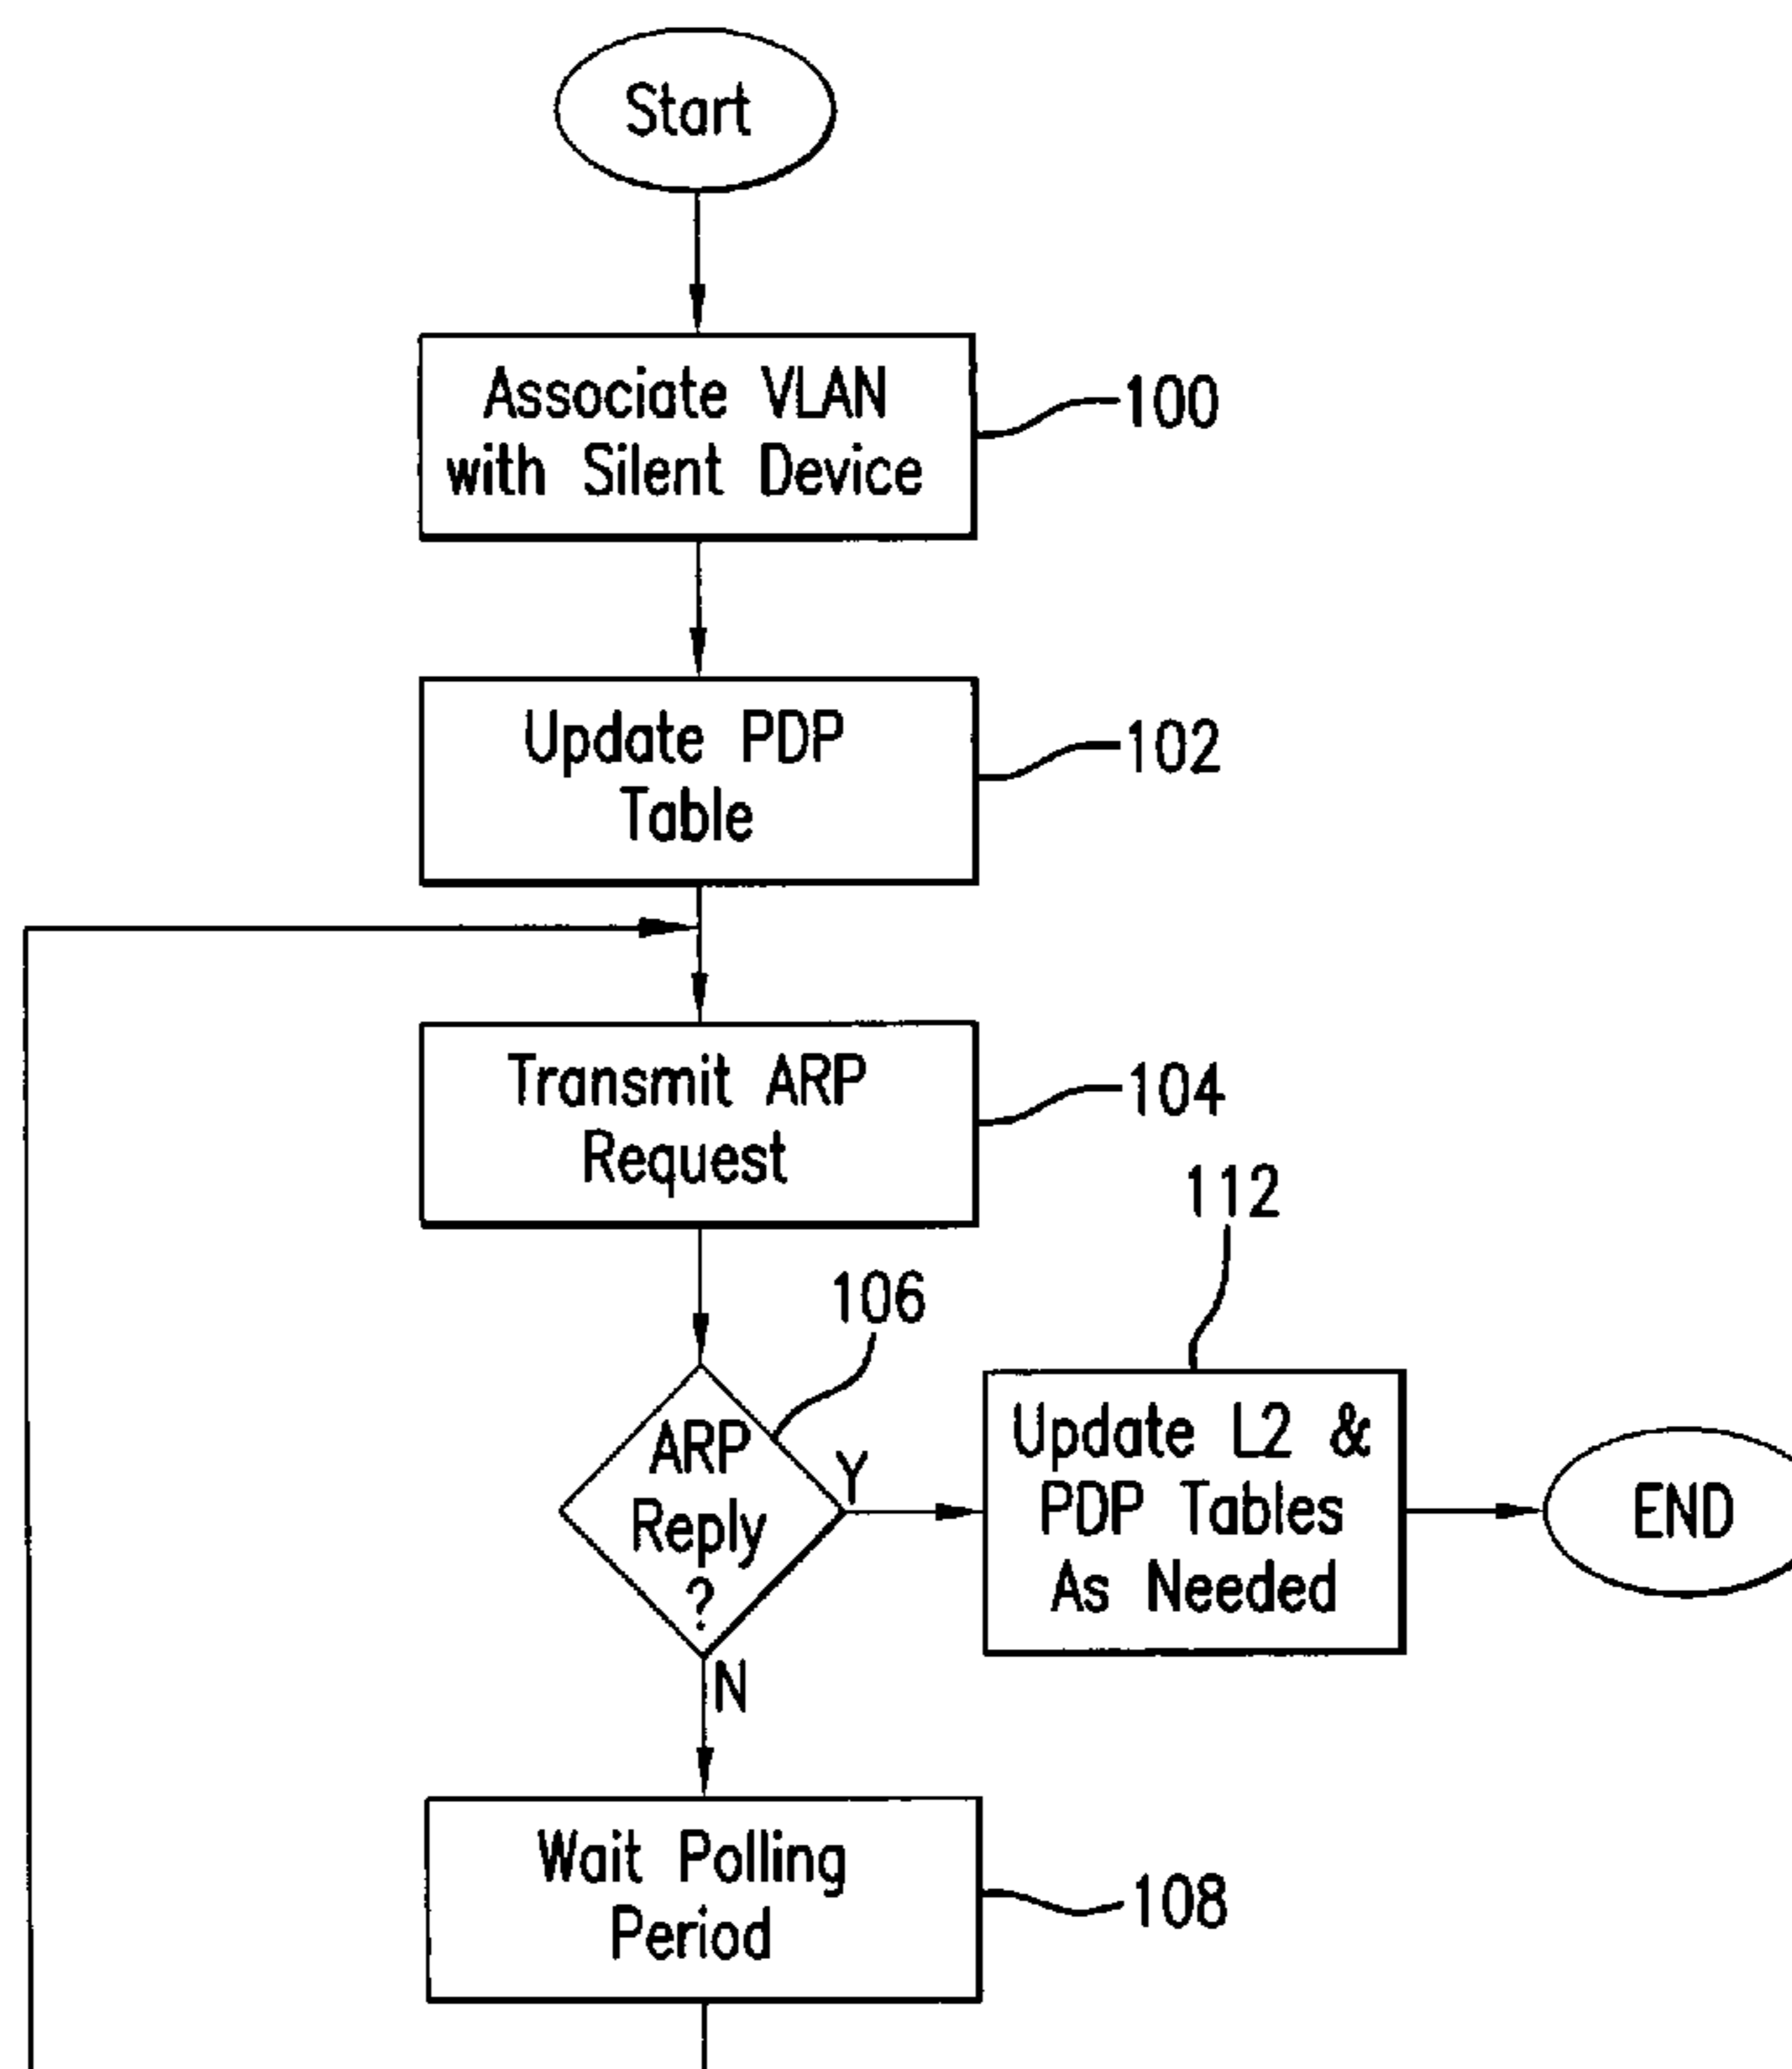 Start
Associate VLAN
with Silent Device
100
Update PDP
Table
102
Transmit ARP
Request
104
112
106
ARP
Reply
?
Y
Update L2 &
PDP Tables
As Needed
END
N
Wait Polling
Period
108